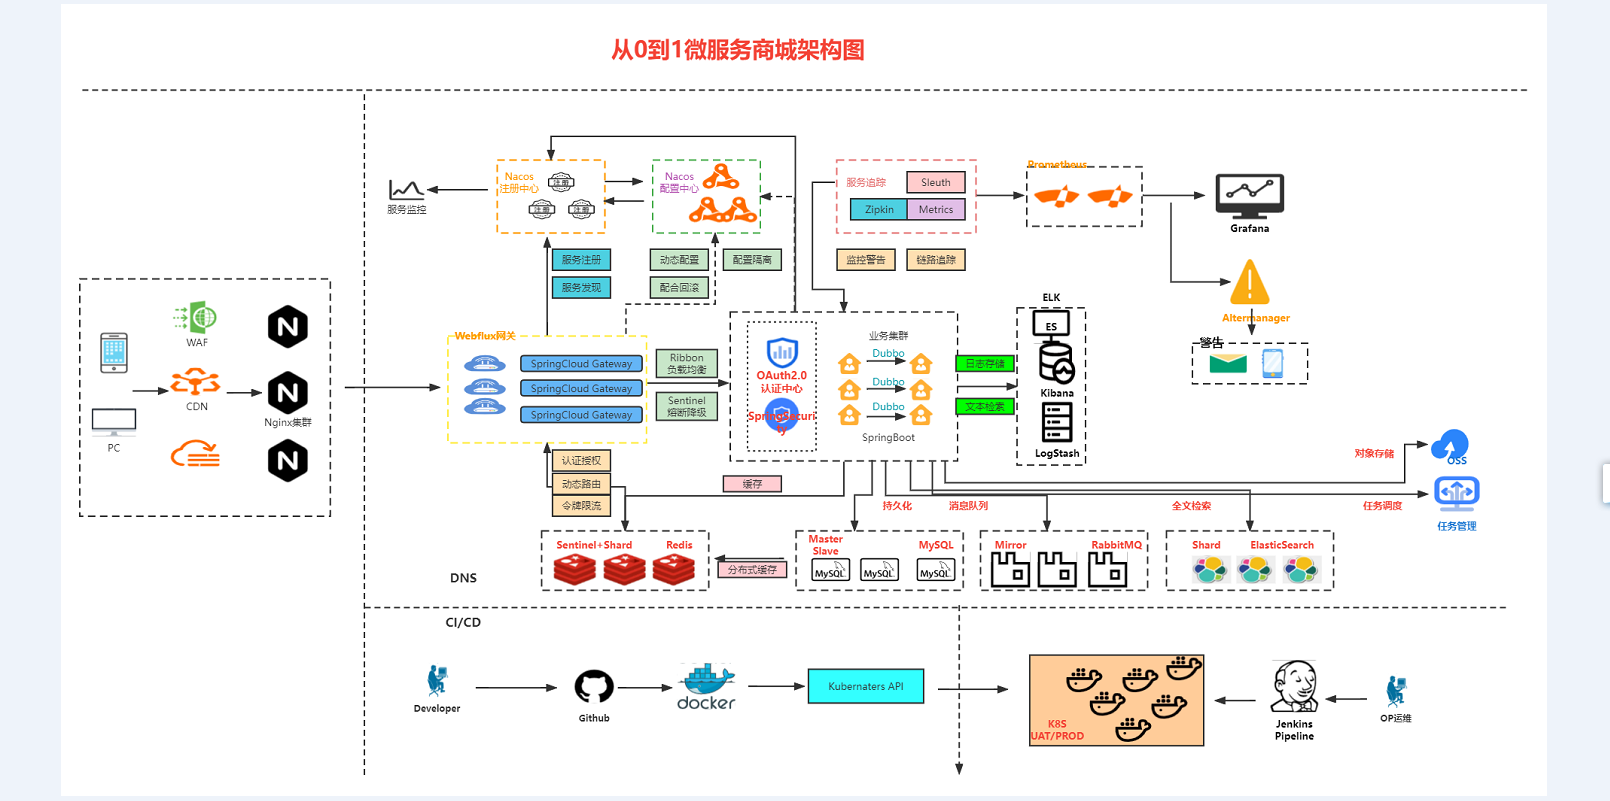 从0到1微服务商城架构图
Nacos
注册中心
注册
注册
注册
Nacos
配置中心
服务监控
服务追踪
Sleuth
Zipkin
Metrics
Prometheus
Grafana
服务注册
服务发现
动态配置
配置隔离
配合回滚
监控警告
链路追踪
Altermanager
警告
WAF
CDN
PC
N
N
N
Nginx集群
Webflux网关
SpringCloud Gateway
SpringCloud Gateway
SpringCloud Gateway
Ribbon
负载均衡
Sentinel
熔断降级
OAuth2.0
认证中心
SpringSecuri
ty
业务集群
Dubbo
Dubbo
Dubbo
SpringBoot
日志存储
文本检索
ELK
ES
Kibana
LogStash
认证授权
动态路由
令牌限流
缓存
持久化
消息队列
全文检索
对象存储
任务调度
OSS
任务管理
Sentinel+Shard
Redis
分布式缓存
Master
Slave
MySQL
MySQL
MySQL
MySQL
Mirror
RabbitMQ
Shard
ElasticSearch
DNS
CI/CD
Developer
Github
docker
Kubernaters API
K8S
UAT/PROD
Jenkins
Pipeline
OP运维